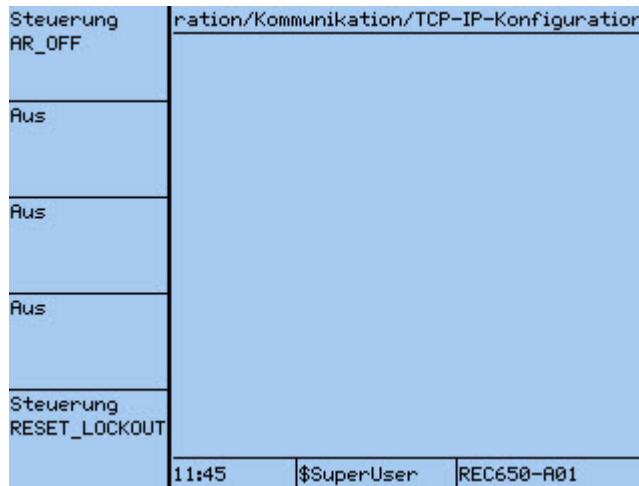 Steuerung
AR_OFF
Aus
Aus
Aus
Steuerung
RESET_LOCKOUT
ration/Kommunikation/TCP-IP-Konfiguration
11:45
$SuperUser
REC650-A01